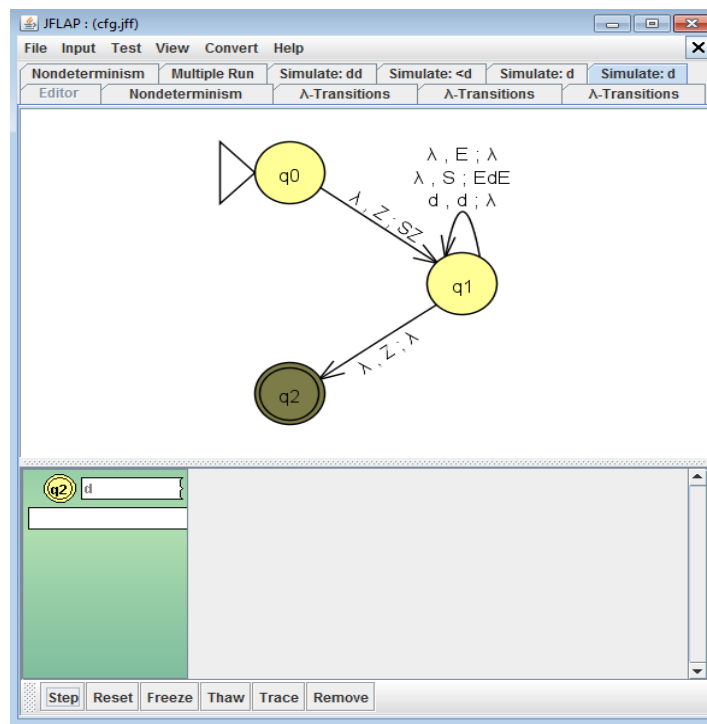 JFLAP : (cfg.jff)
File Input Test View Convert Help
Nondeterminism Multiple Run Simulate: dd Simulate: <d Simulate: d Simulate: d
Editor Nondeterminism λ-Transitions λ-Transitions λ-Transitions
λ , E ; λ
λ , S ; EdE
d , d ; λ
q0
λ , Z ; SZ
q1
λ , Z ; λ
q2
q2 d
Step Reset Freeze Thaw Trace Remove